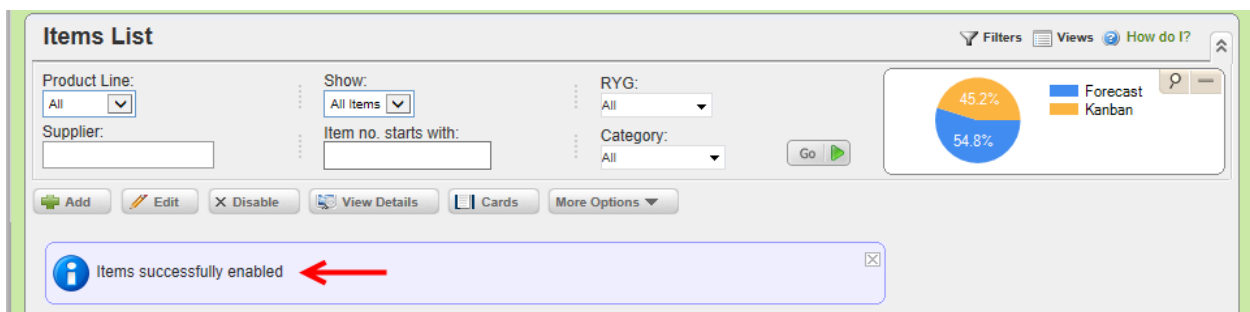 Items List
Filters Views How do I?
Product Line: Show: RYG:
All All Items All
Supplier: Item no. starts with: Category:
All Go
45.2%
54.8%
Forecast
Kanban
Add Edit X Disable View Details Cards More Options
Items successfully enabled